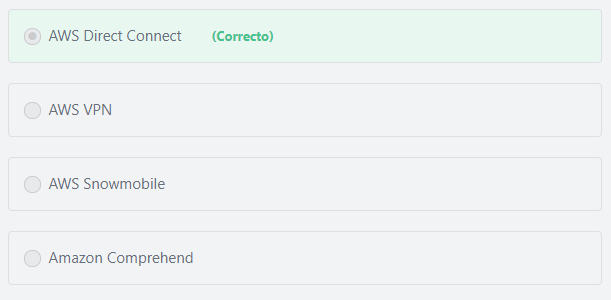 AWS Direct Connect (Correcto)
AWS VPN
AWS Snowmobile
Amazon Comprehend